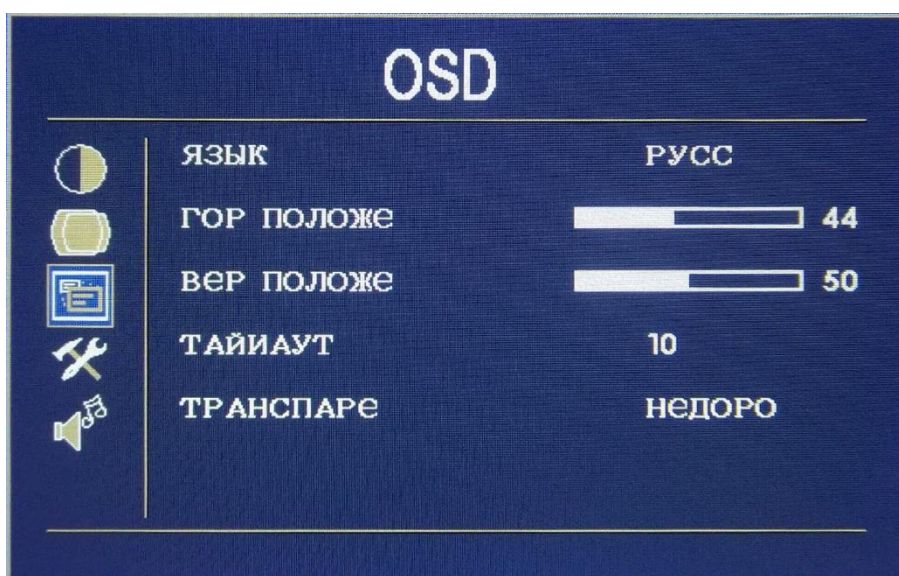 OSD
ЯЗЫК РУСС
ГОР ПОЛОЖе 44
ВеР ПОЛОЖе 50
ТАЙИАУТ 10
ТРАНСПАРе НеДОРО